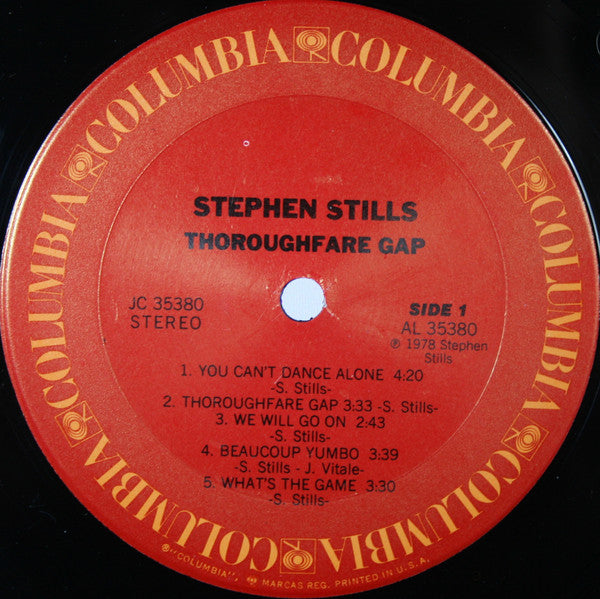 COLUMBIA COLUMBIA COLUMBIA COLUMBIA COLUMBIA COLUMBIA
STEPHEN STILLS
THOROUGHFARE GAP
JC 35380
STEREO
SIDE 1
AL 35380
℗ 1978 Stephen
Stills
1. YOU CAN'T DANCE ALONE 4:20
-S. Stills-
2. THOROUGHFARE GAP 3:33 -S. Stills-
3. WE WILL GO ON 2:43
-S. Stills-
4. BEAUCOUP YUMBO 3:39
-S. Stills - J. Vitale-
5. WHAT'S THE GAME 3:30
-S. Stills-
®"COLUMBIA", MARCAS REG. PRINTED IN U.S.A.